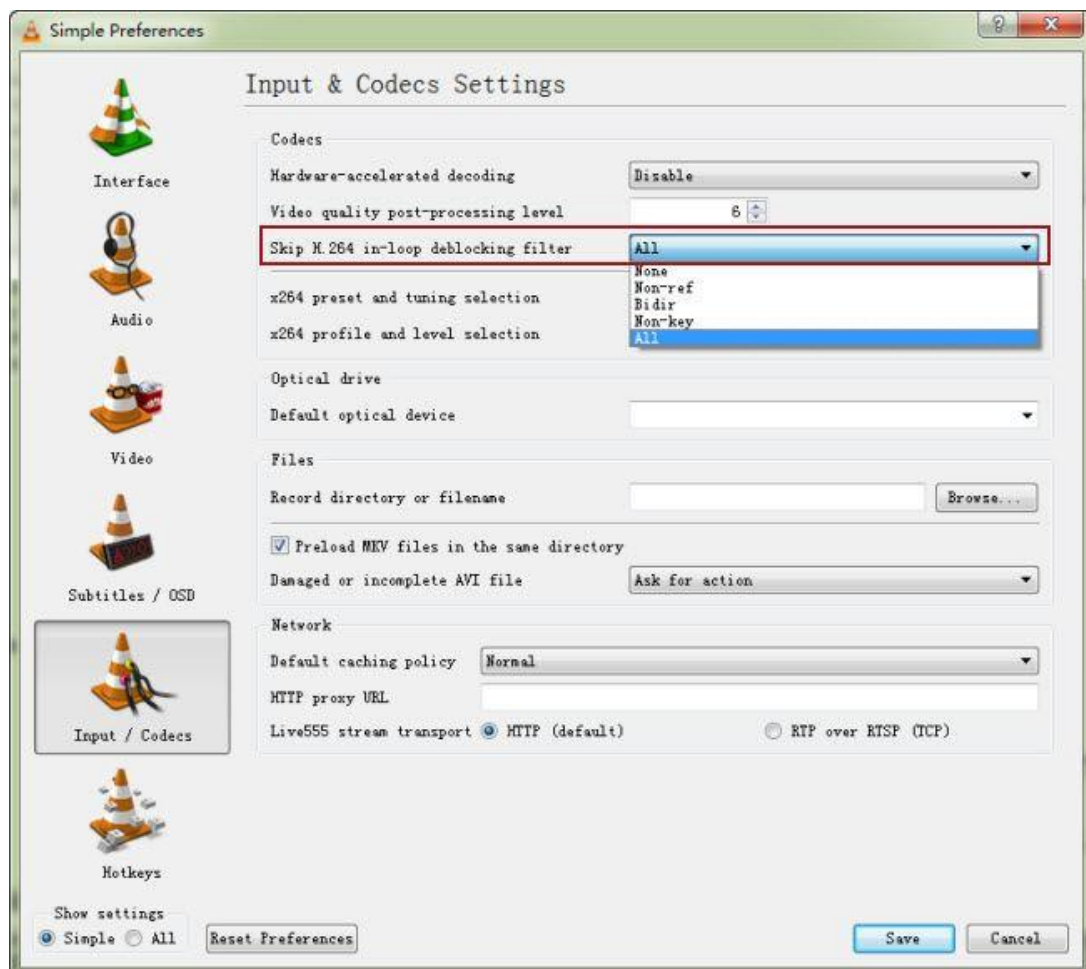 Simple Preferences
Input & Codecs Settings
Interface
Audio
Video
Subtitles / OSD
Input / Codecs
Hotkeys
Codecs
Hardware-accelerated decoding Disable
Video quality post-processing level 6
Skip H.264 in-loop deblocking filter All
None
Non-ref
Bidir
Non-key
All
x264 preset and tuning selection
x264 profile and level selection
Optical drive
Default optical device
Files
Record directory or filename Browse...
Preload MKV files in the same directory
Damaged or incomplete AVI file Ask for action
Network
Default caching policy Normal
HTTP proxy URL
Live555 stream transport HTTP (default) RTP over RTSP (TCP)
Show settings
Simple All Reset Preferences Save Cancel